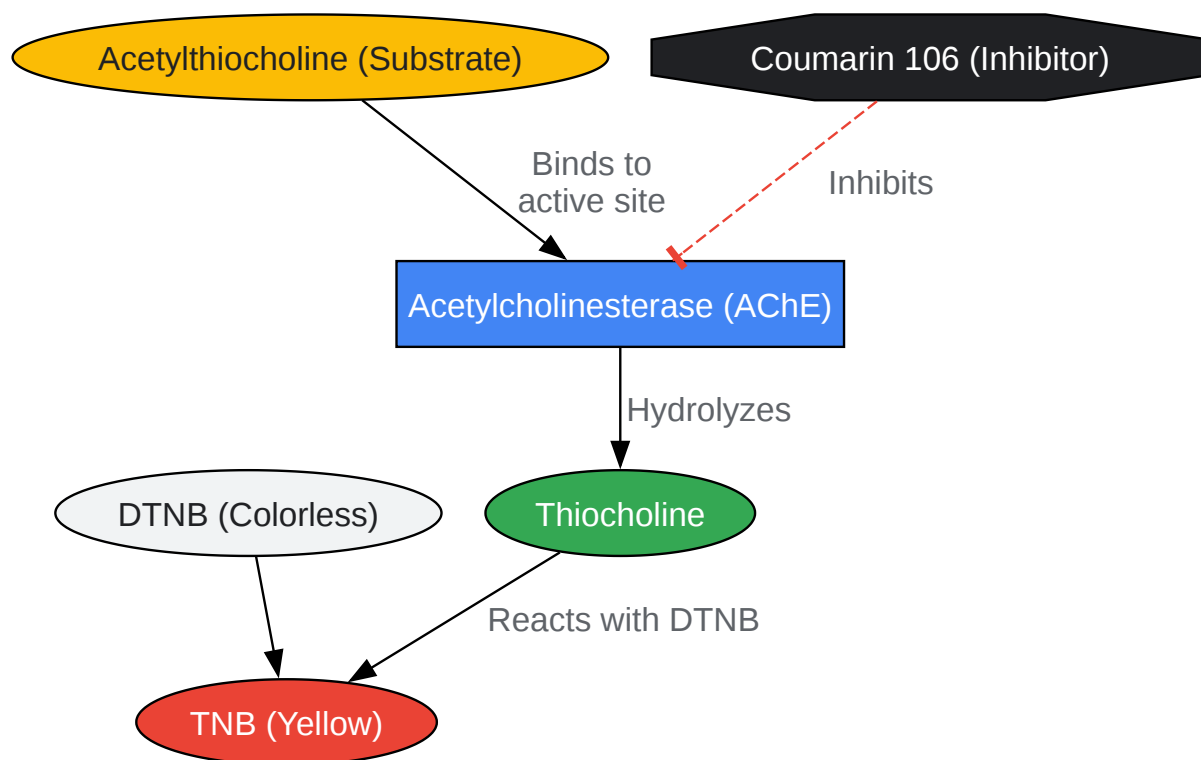 Acetylthiocholine (Substrate)
Coumarin 106 (Inhibitor)
Binds to
active site
Inhibits
Acetylcholinesterase (AChE)
Hydrolyzes
DTNB (Colorless)
Thiocholine
Reacts with DTNB
TNB (Yellow)